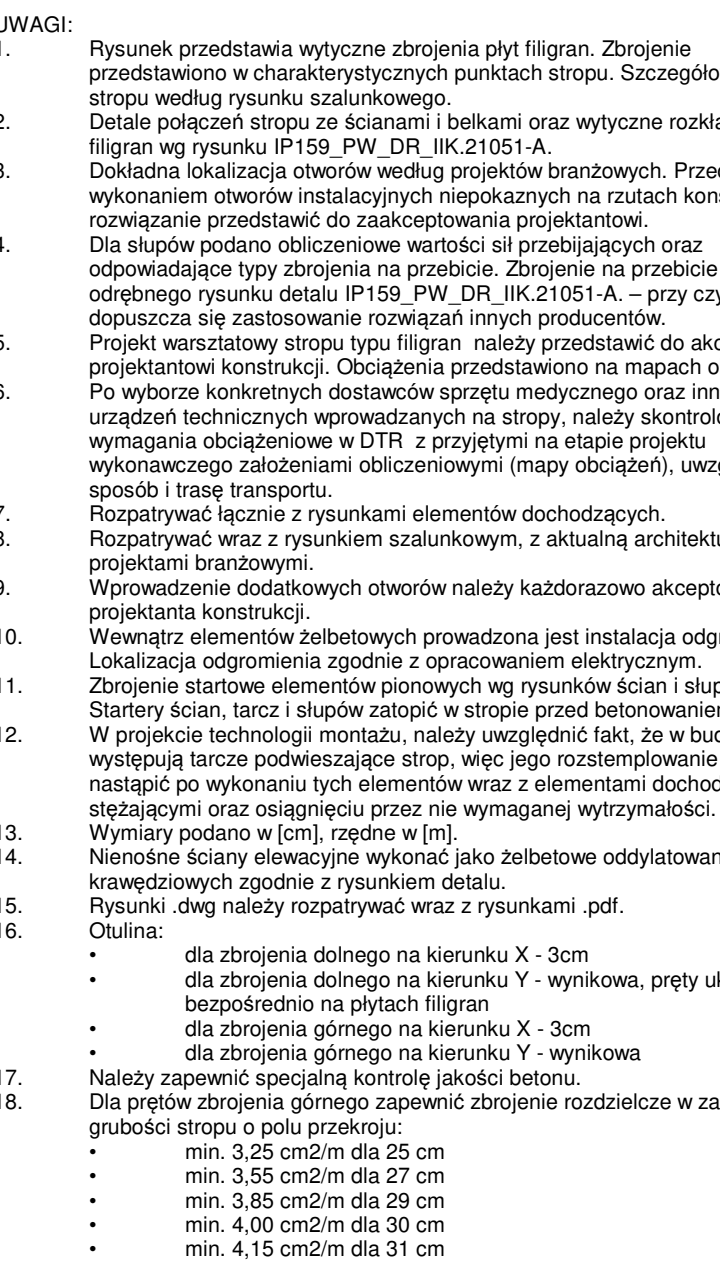 UWAGI:
1. Rysunek przedstawia wytyczne zbrojenia płyt filigran. Zbrojenie
przedstawiono w charakterystycznych punktach stropu. Szczegóło
stropu według rysunku szalunkowego.
2. Detale połączeń stropu ze ścianami i belkami oraz wytyczne rozkła
filigran wg rysunku IP159_PW_DR_IIK.21051-A.
3. Dokładna lokalizacja otworów według projektów branżowych. Przed
wykonaniem otworów instalacyjnych niepokaznych na rzutach kons
rozwiązanie przedstawić do zaakceptowania projektantowi.
4. Dla słupów podano obliczeniowe wartości sił przebijających oraz
odpowiadające typy zbrojenia na przebicie. Zbrojenie na przebicie
odrębnego rysunku detalu IP159_PW_DR_IIK.21051-A. – przy czy
dopuszcza się zastosowanie rozwiązań innych producentów.
5. Projekt warsztatowy stropu typu filigran należy przedstawić do akc
projektantowi konstrukcji. Obciążenia przedstawiono na mapach o
6. Po wyborze konkretnych dostawców sprzętu medycznego oraz inn
urządzeń technicznych wprowadzanych na stropy, należy skontrolo
wymagania obciążeniowe w DTR z przyjętymi na etapie projektu
wykonawczego założeniami obliczeniowymi (mapy obciążeń), uwzg
sposób i trasę transportu.
7. Rozpatrywać łącznie z rysunkami elementów dochodzących.
8. Rozpatrywać wraz z rysunkiem szalunkowym, z aktualną architektu
projektami branżowymi.
9. Wprowadzenie dodatkowych otworów należy każdorazowo akcepto
projektanta konstrukcji.
10. Wewnątrz elementów żelbetowych prowadzona jest instalacja odgr
Lokalizacja odgromienia zgodnie z opracowaniem elektrycznym.
11. Zbrojenie startowe elementów pionowych wg rysunków ścian i słup
Startery ścian, tarcz i słupów zatopić w stropie przed betonowanie
12. W projekcie technologii montażu, należy uwzględnić fakt, że w bud
występują tarcze podwieszające strop, więc jego rozstemplowanie
nastąpić po wykonaniu tych elementów wraz z elementami dochod
stężającymi oraz osiągnięciu przez nie wymaganej wytrzymałości.
13. Wymiary podano w [cm], rzędne w [m].
14. Nienośne ściany elewacyjne wykonać jako żelbetowe oddylatowan
krawędziowych zgodnie z rysunkiem detalu.
15. Rysunki .dwg należy rozpatrywać wraz z rysunkami .pdf.
16. Otulina:
• dla zbrojenia dolnego na kierunku X - 3cm
• dla zbrojenia dolnego na kierunku Y - wynikowa, pręty uk
bezpośrednio na płytach filigran
• dla zbrojenia górnego na kierunku X - 3cm
• dla zbrojenia górnego na kierunku Y - wynikowa
17. Należy zapewnić specjalną kontrolę jakości betonu.
18. Dla prętów zbrojenia górnego zapewnić zbrojenie rozdzielcze w za
grubości stropu o polu przekroju:
• min. 3,25 cm2/m dla 25 cm
• min. 3,55 cm2/m dla 27 cm
• min. 3,85 cm2/m dla 29 cm
• min. 4,00 cm2/m dla 30 cm
• min. 4,15 cm2/m dla 31 cm